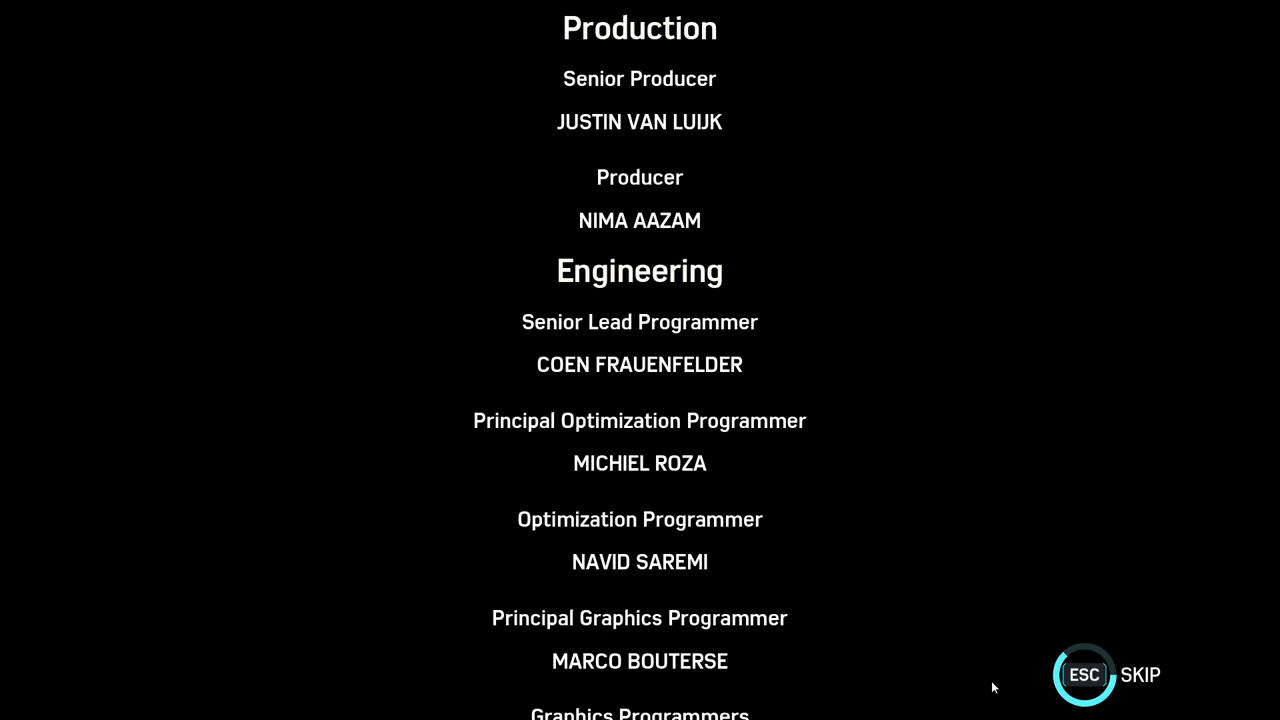 Production
Senior Producer
JUSTIN VAN LUIJK
Producer
NIMA AAZAM
Engineering
Senior Lead Programmer
COEN FRAUENFELDER
Principal Optimization Programmer
MICHIEL ROZA
Optimization Programmer
NAVID SAREMI
Principal Graphics Programmer
MARCO BOUTERSE
ESC SKIP
Graphics Programmers